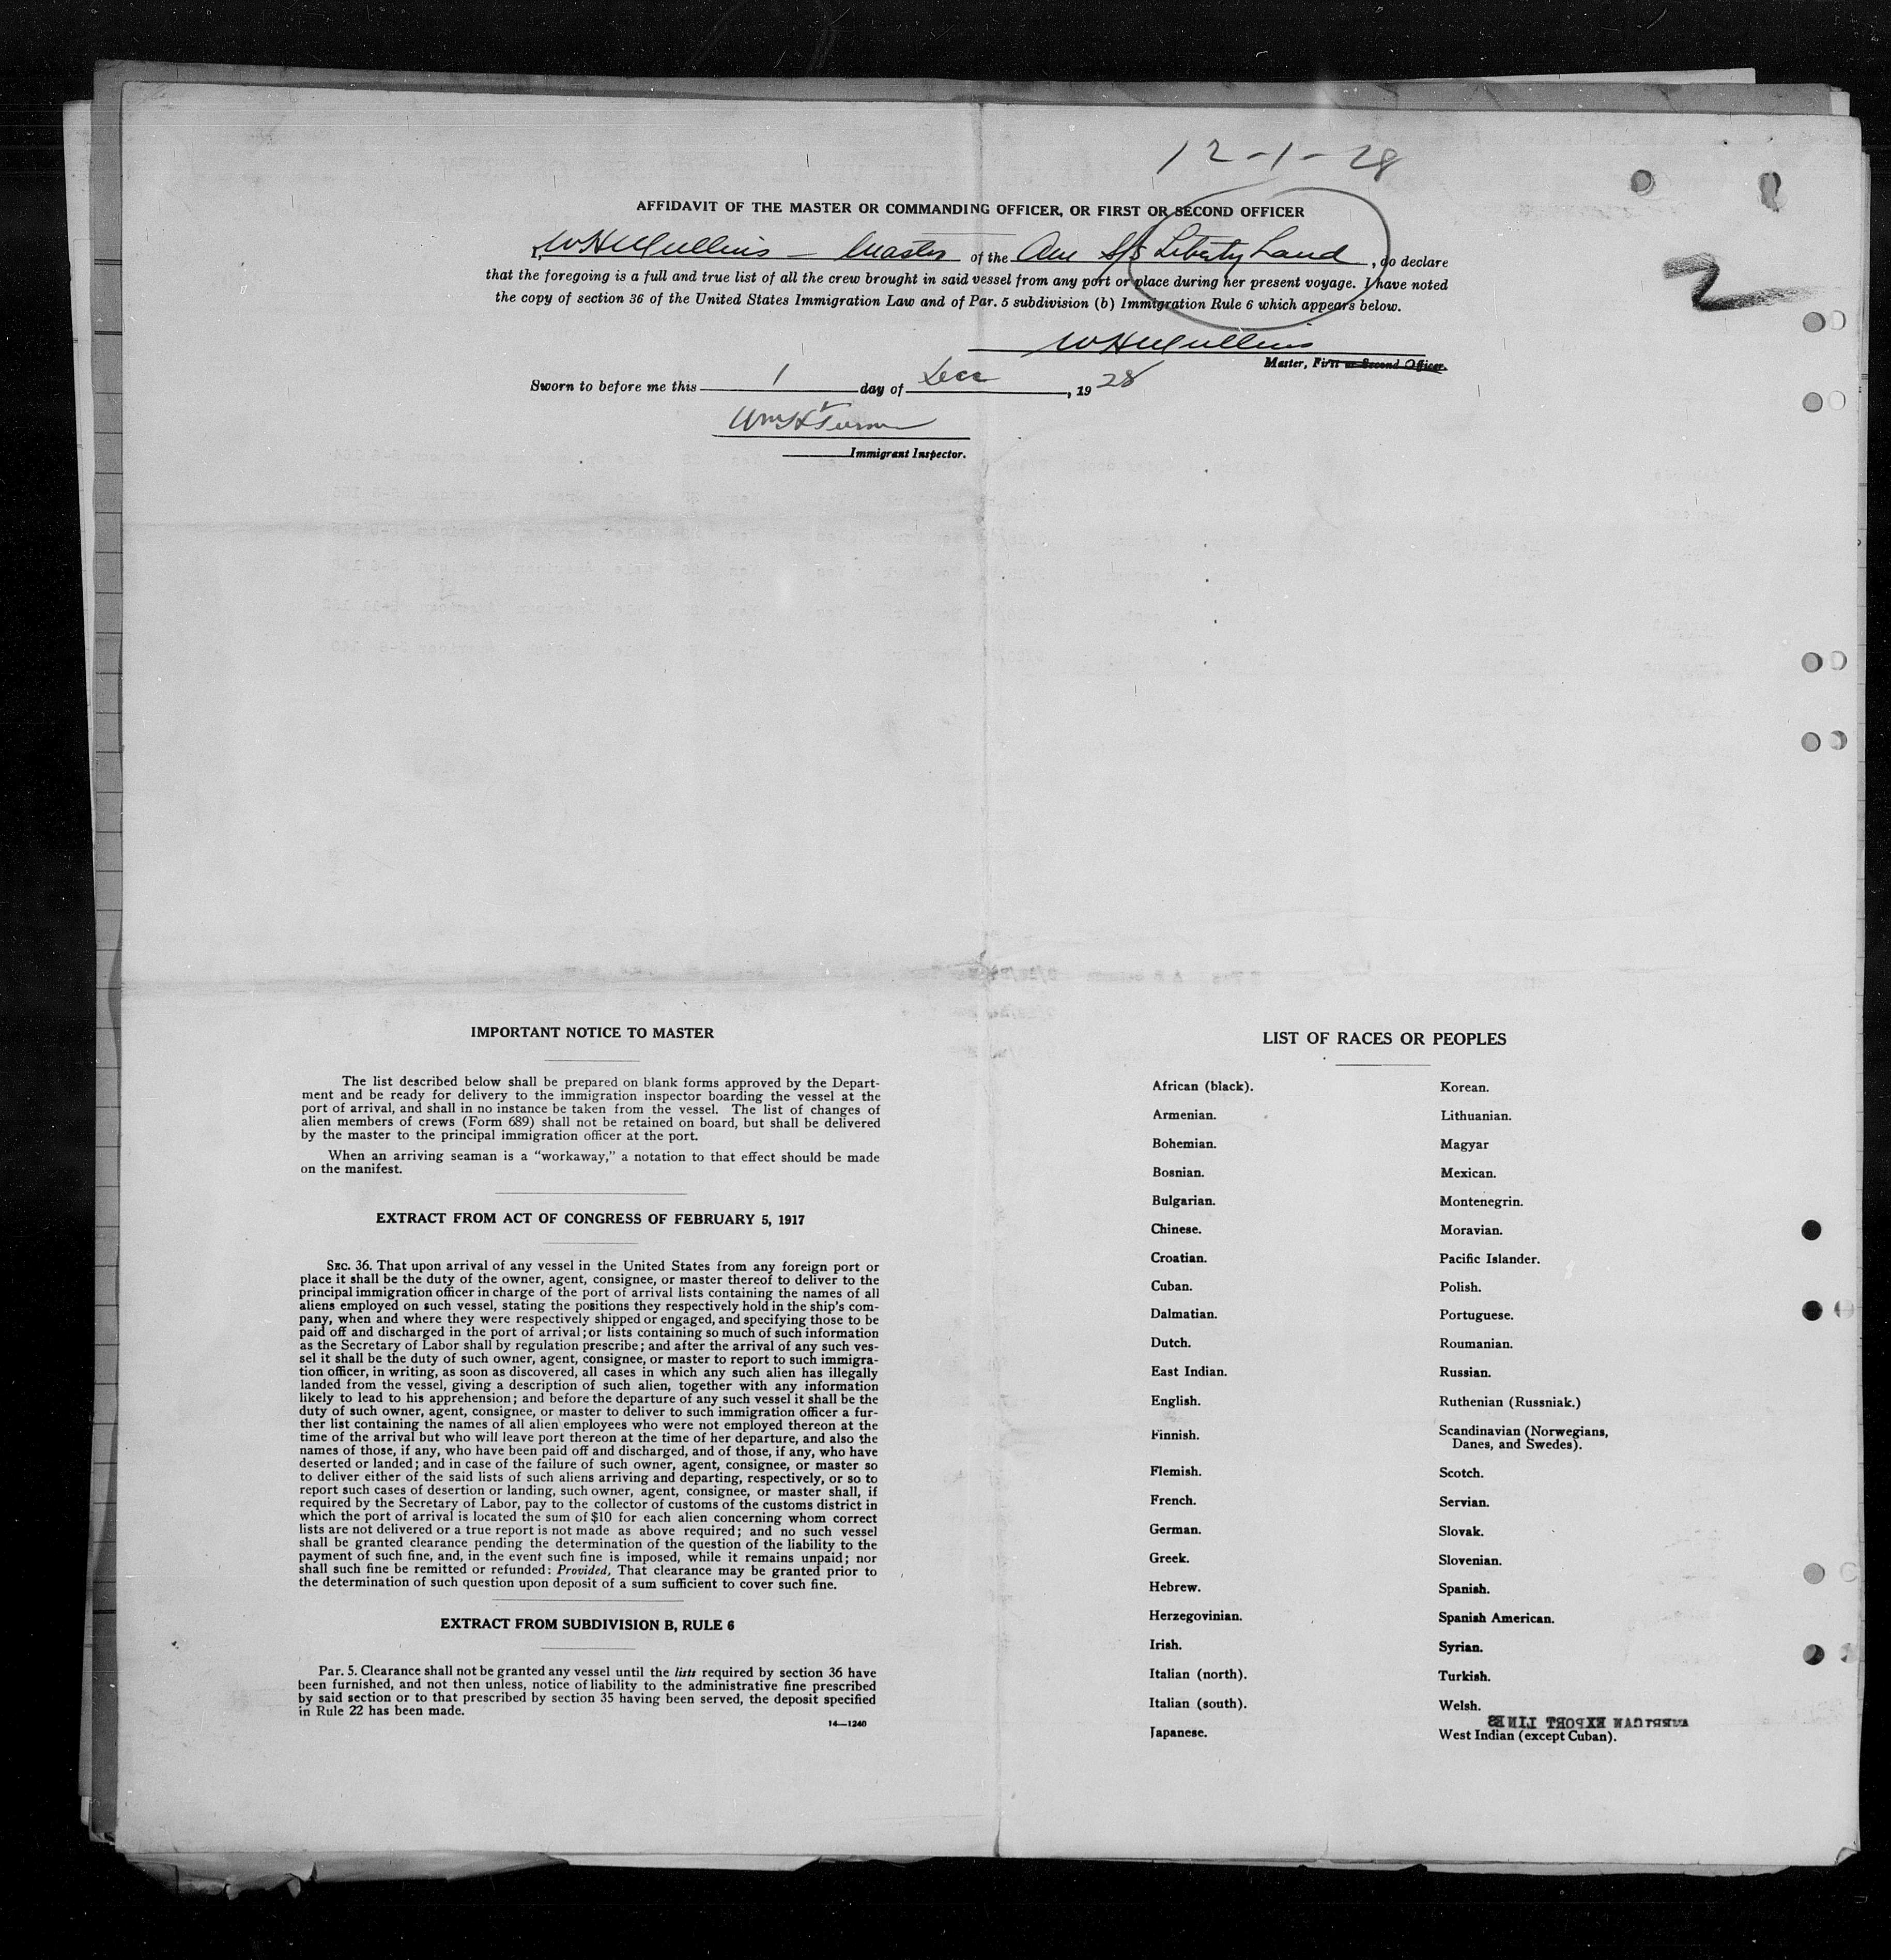 12-1-28
AFFIDAVIT OF THE MASTER OR COMMANDING OFFICER, OR FIRST OR SECOND OFFICER
I, W H Mullins — Master of the Am S/S Liberty Land, do declare
that the foregoing is a full and true list of all the crew brought in said vessel from any port or place during her present voyage. I have noted
the copy of section 36 of the United States Immigration Law and of Par. 5 subdivision (b) Immigration Rule 6 which appears below.
2
W H Mullins
Master, First or Second Officer.
Sworn to before me this 1 day of Dec, 1928
Wm H Turner
Immigrant Inspector.
IMPORTANT NOTICE TO MASTER
The list described below shall be prepared on blank forms approved by the Depart-
ment and be ready for delivery to the immigration inspector boarding the vessel at the
port of arrival, and shall in no instance be taken from the vessel. The list of changes of
alien members of crews (Form 689) shall not be retained on board, but shall be delivered
by the master to the principal immigration officer at the port.
When an arriving seaman is a "workaway," a notation to that effect should be made
on the manifest.
EXTRACT FROM ACT OF CONGRESS OF FEBRUARY 5, 1917
SEC. 36. That upon arrival of any vessel in the United States from any foreign port or
place it shall be the duty of the owner, agent, consignee, or master thereof to deliver to the
principal immigration officer in charge of the port of arrival lists containing the names of all
aliens employed on such vessel, stating the positions they respectively hold in the ship's com-
pany, when and where they were respectively shipped or engaged, and specifying those to be
paid off and discharged in the port of arrival; or lists containing so much of such information
as the Secretary of Labor shall by regulation prescribe; and after the arrival of any such ves-
sel it shall be the duty of such owner, agent, consignee, or master to report to such immigra-
tion officer, in writing, as soon as discovered, all cases in which any such alien has illegally
landed from the vessel, giving a description of such alien, together with any information
likely to lead to his apprehension; and before the departure of any such vessel it shall be the
duty of such owner, agent, consignee, or master to deliver to such immigration officer a fur-
ther list containing the names of all alien employees who were not employed thereon at the
time of the arrival but who will leave port thereon at the time of her departure, and also the
names of those, if any, who have been paid off and discharged, and of those, if any, who have
deserted or landed; and in case of the failure of such owner, agent, consignee, or master so
to deliver either of the said lists of such aliens arriving and departing, respectively, or so to
report such cases of desertion or landing, such owner, agent, consignee, or master shall, if
required by the Secretary of Labor, pay to the collector of customs of the customs district in
which the port of arrival is located the sum of $10 for each alien concerning whom correct
lists are not delivered or a true report is not made as above required; and no such vessel
shall be granted clearance pending the determination of the question of the liability to the
payment of such fine, and, in the event such fine is imposed, while it remains unpaid; nor
shall such fine be remitted or refunded: Provided, That clearance may be granted prior to
the determination of such question upon deposit of a sum sufficient to cover such fine.
EXTRACT FROM SUBDIVISION B, RULE 6
Par. 5. Clearance shall not be granted any vessel until the lists required by section 36 have
been furnished, and not then unless, notice of liability to the administrative fine prescribed
by said section or to that prescribed by section 35 having been served, the deposit specified
in Rule 22 has been made.
14—1240
LIST OF RACES OR PEOPLES
African (black).
Armenian.
Bohemian.
Bosnian.
Bulgarian.
Chinese.
Croatian.
Cuban.
Dalmatian.
Dutch.
East Indian.
English.
Finnish.
Flemish.
French.
German.
Greek.
Hebrew.
Herzegovinian.
Irish.
Italian (north).
Italian (south).
Japanese.
Korean.
Lithuanian.
Magyar
Mexican.
Montenegrin.
Moravian.
Pacific Islander.
Polish.
Portuguese.
Roumanian.
Russian.
Ruthenian (Russniak.)
Scandinavian (Norwegians,
Danes, and Swedes).
Scotch.
Servian.
Slovak.
Slovenian.
Spanish.
Spanish American.
Syrian.
Turkish.
Welsh.
AMERICAN EXPORT LINES
West Indian (except Cuban).